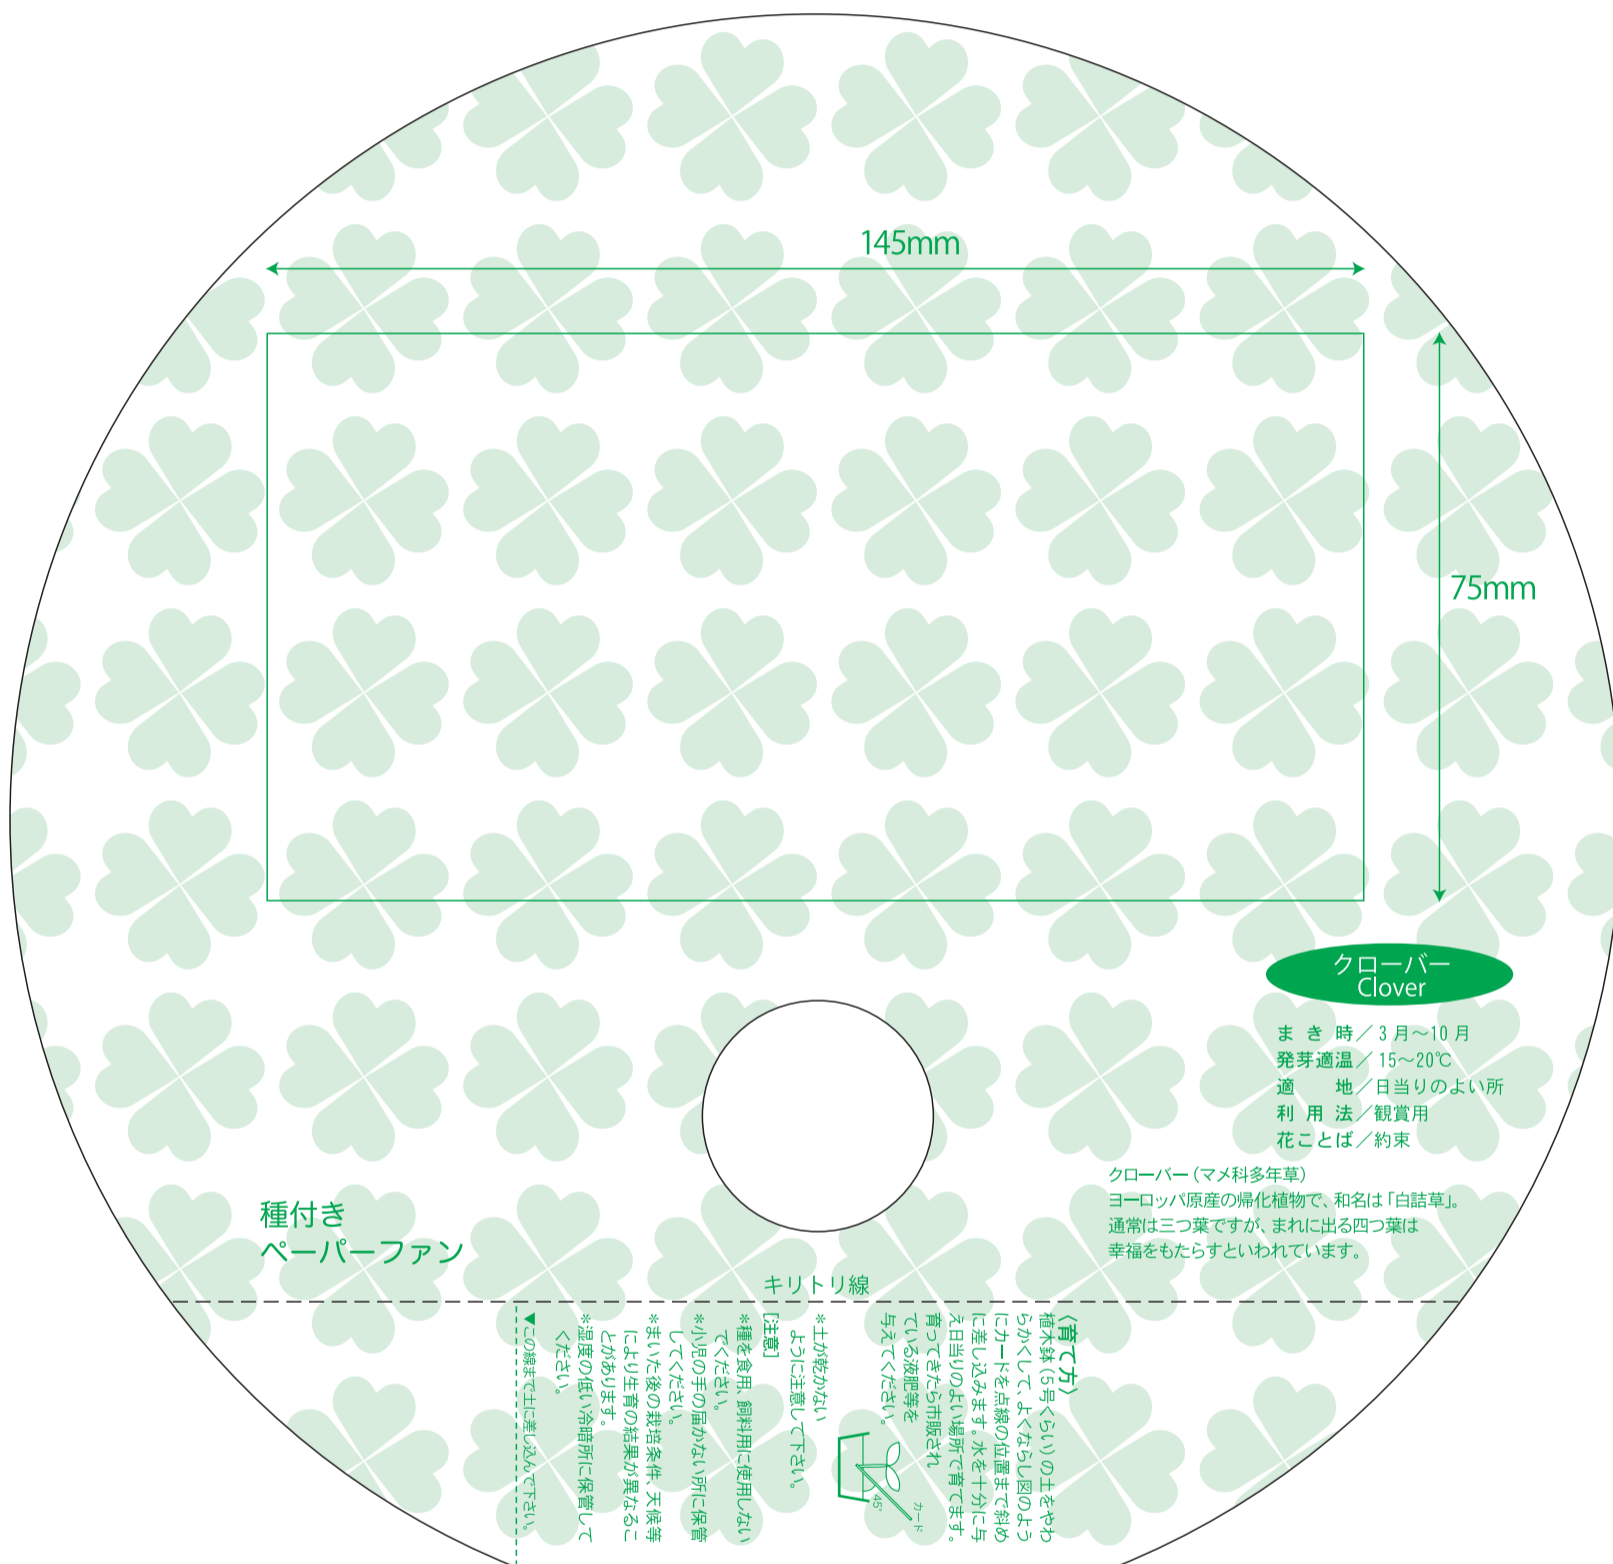 145mm
75mm
クローバー
Clover
まき時／3月～10月
発芽適温／15～20℃
適　地／日当りのよい所
利用法／観賞用
花ことば／約束
クローバー（マメ科多年草）
ヨーロッパ原産の帰化植物で、和名は「白詰草」。
通常は三つ葉ですが、まれに出る四つ葉は
幸福をもたらすといわれています。
種付き
ペーパーファン
キリトリ線
〈育て方〉
植木鉢（5号くらい）の土をやわ
らかくして、よくならし図のよう
にカードを点線の位置まで斜め
に差し込みます。水を十分に与
え日当りのよい場所で育てます。
育ってきたら市販され
ている液肥等を
与えてください。
カード
45°
＊土が乾かない
ように注意して下さい。
［注意］
＊種を食用、飼料用に使用しない
でください。
＊小児の手の届かない所に保管
してください。
＊まいた後の栽培条件、天候等
により生育の結果が異なるこ
とがあります。
＊湿度の低い冷暗所に保管して
ください。
▼この線まで土に差し込んで下さい。